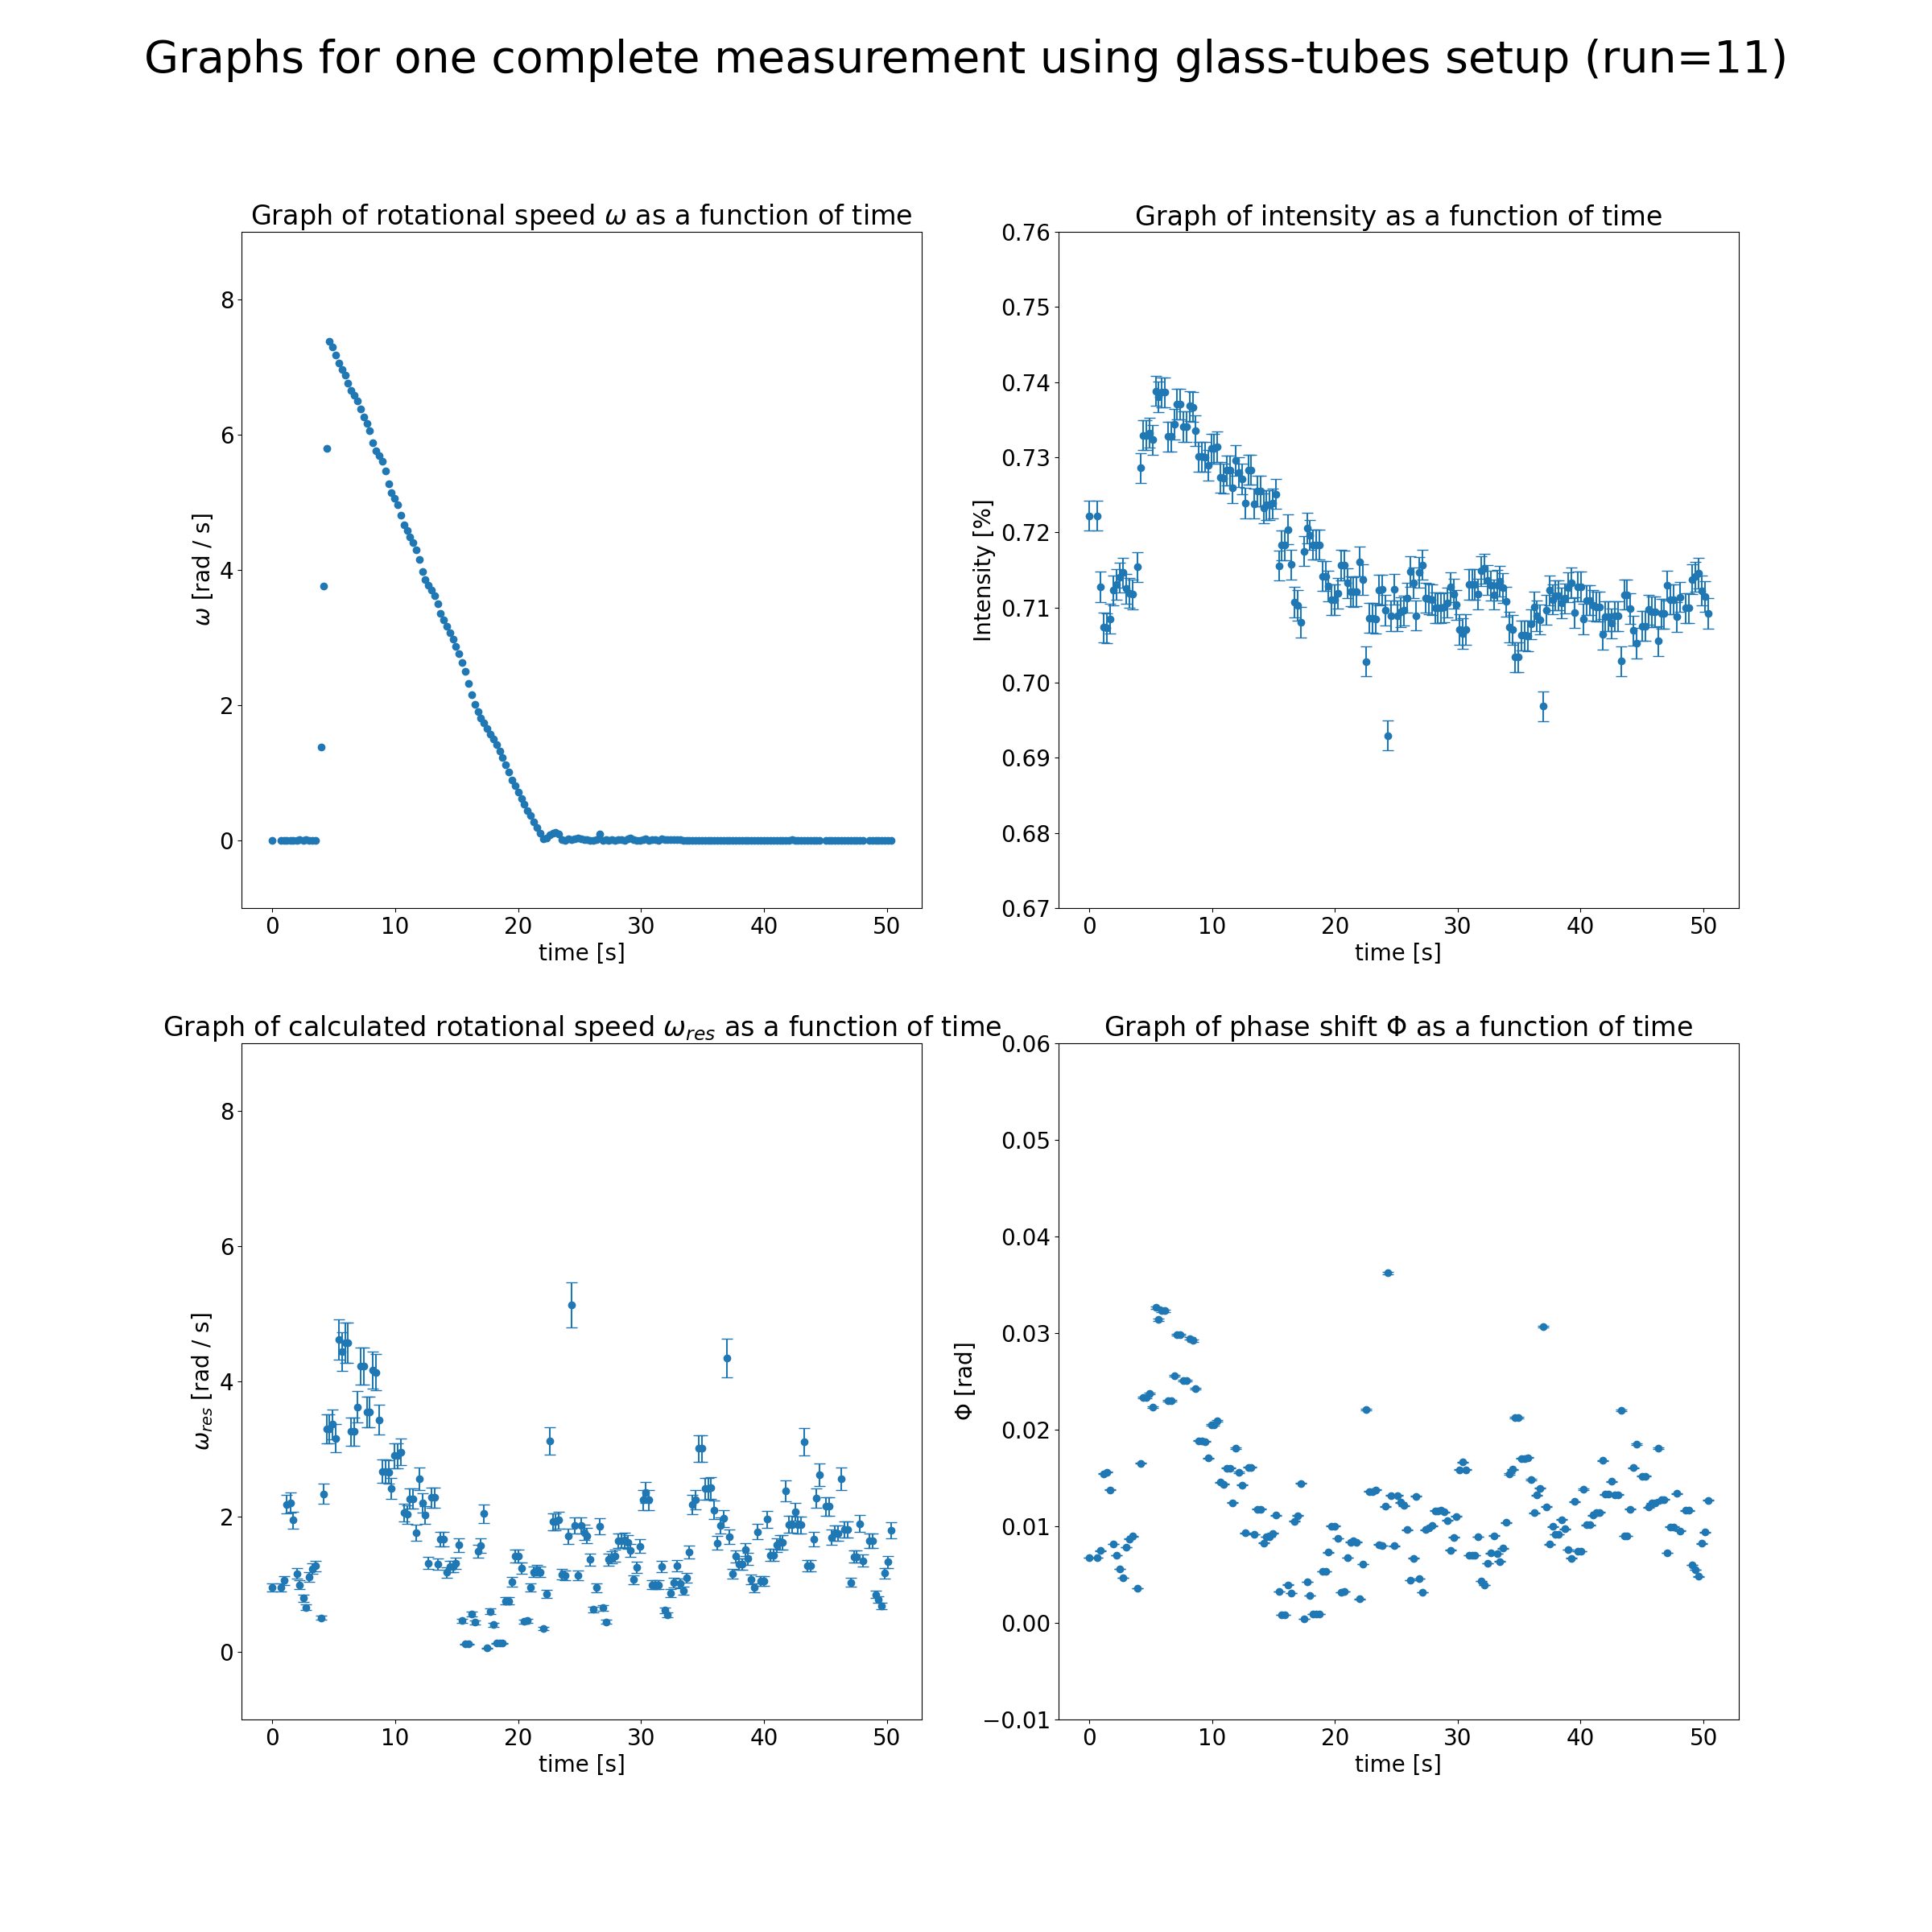 Graphs for one complete measurement using glass-tubes setup (run=11)
Graph of rotational speed ω as a function of time
8
6
4
2
0
ω [rad / s]
0 10 20 30 40 50
time [s]
Graph of intensity as a function of time
0.76
0.75
0.74
0.73
0.72
0.71
0.70
0.69
0.68
0.67
Intensity [%]
0 10 20 30 40 50
time [s]
Graph of calculated rotational speed ω_res as a function of time
8
6
4
2
0
ω_res [rad / s]
0 10 20 30 40 50
time [s]
Graph of phase shift Φ as a function of time
0.06
0.05
0.04
0.03
0.02
0.01
0.00
−0.01
Φ [rad]
0 10 20 30 40 50
time [s]